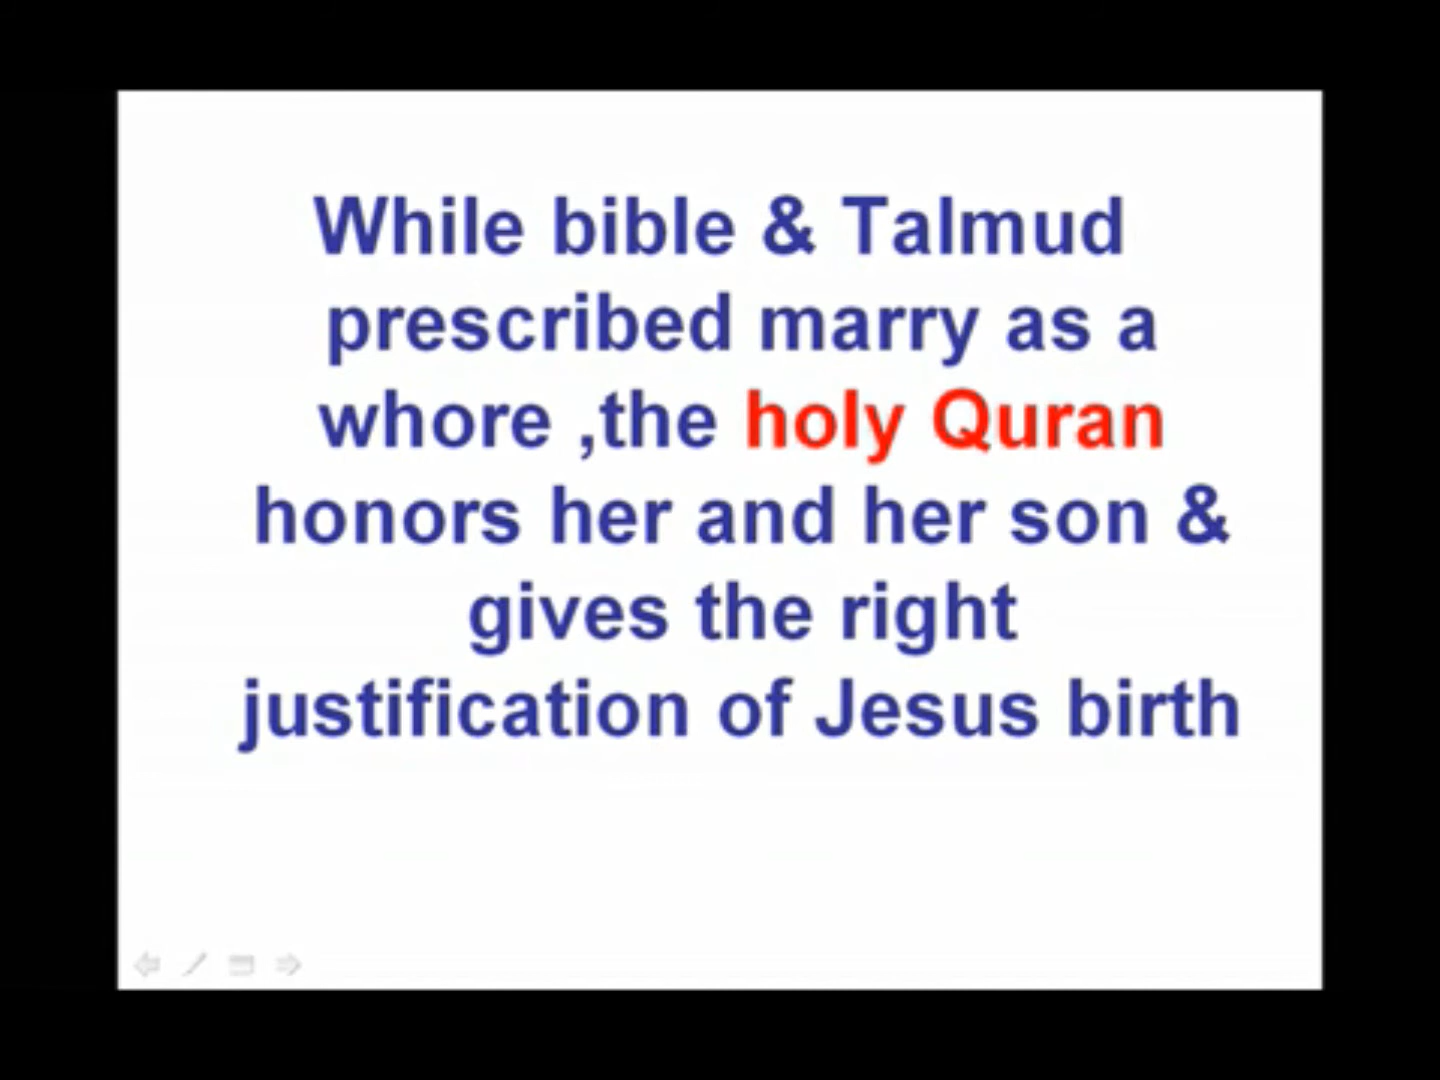 While bible & Talmud
prescribed marry as a
whore ,the holy Quran
honors her and her son &
gives the right
justification of Jesus birth